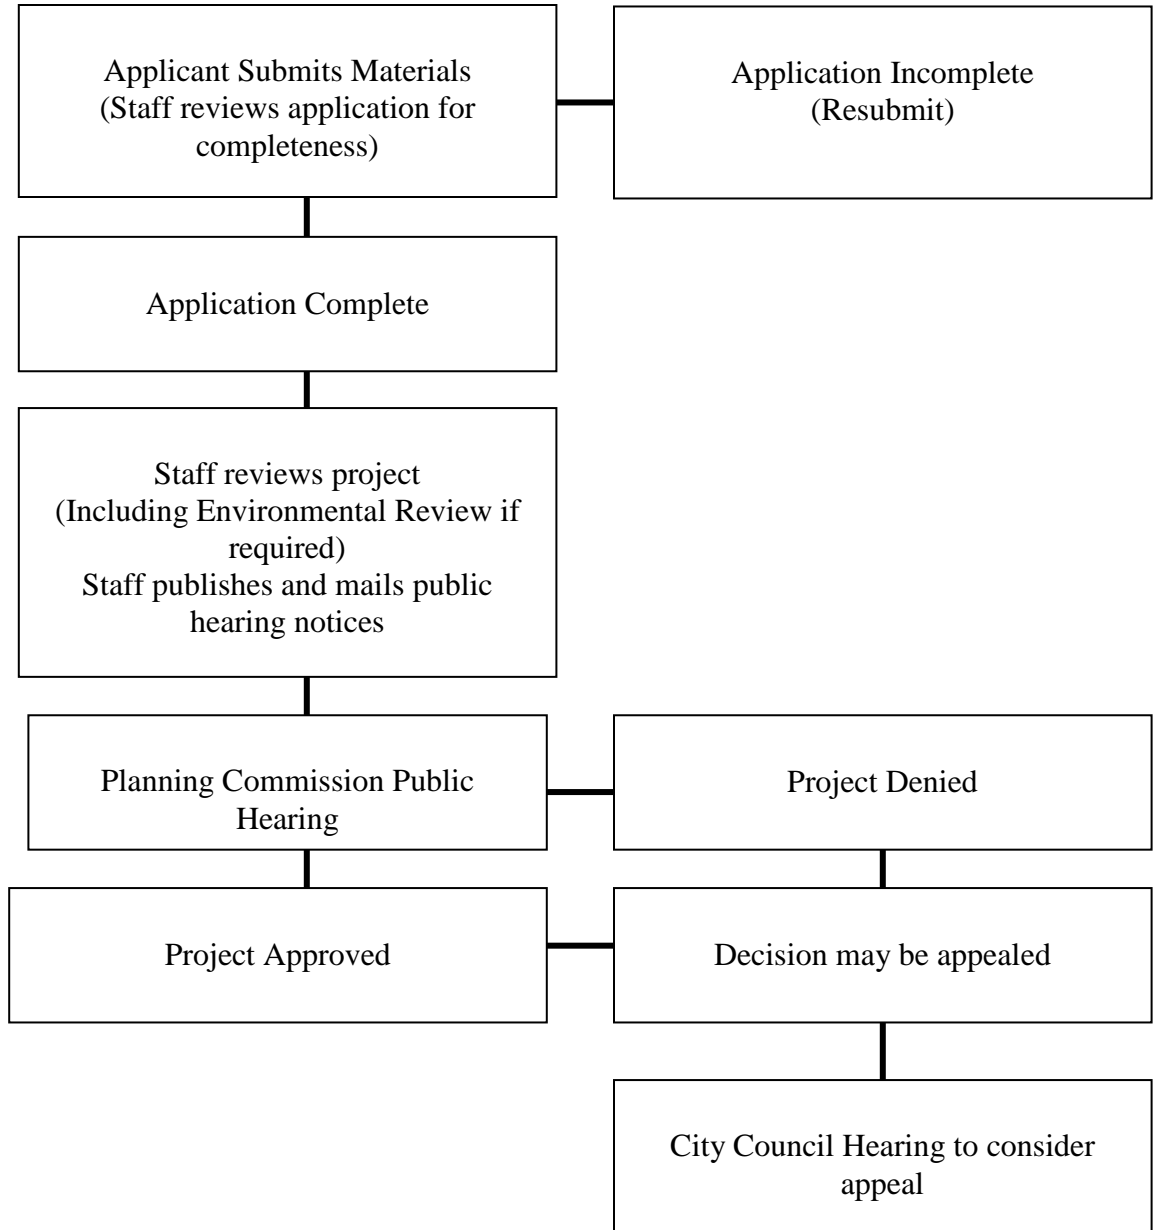 Applicant Submits Materials
(Staff reviews application for
completeness)
Application Incomplete
(Resubmit)
Application Complete
Staff reviews project
(Including Environmental Review if
required)
Staff publishes and mails public
hearing notices
Planning Commission Public
Hearing
Project Denied
Project Approved
Decision may be appealed
City Council Hearing to consider
appeal